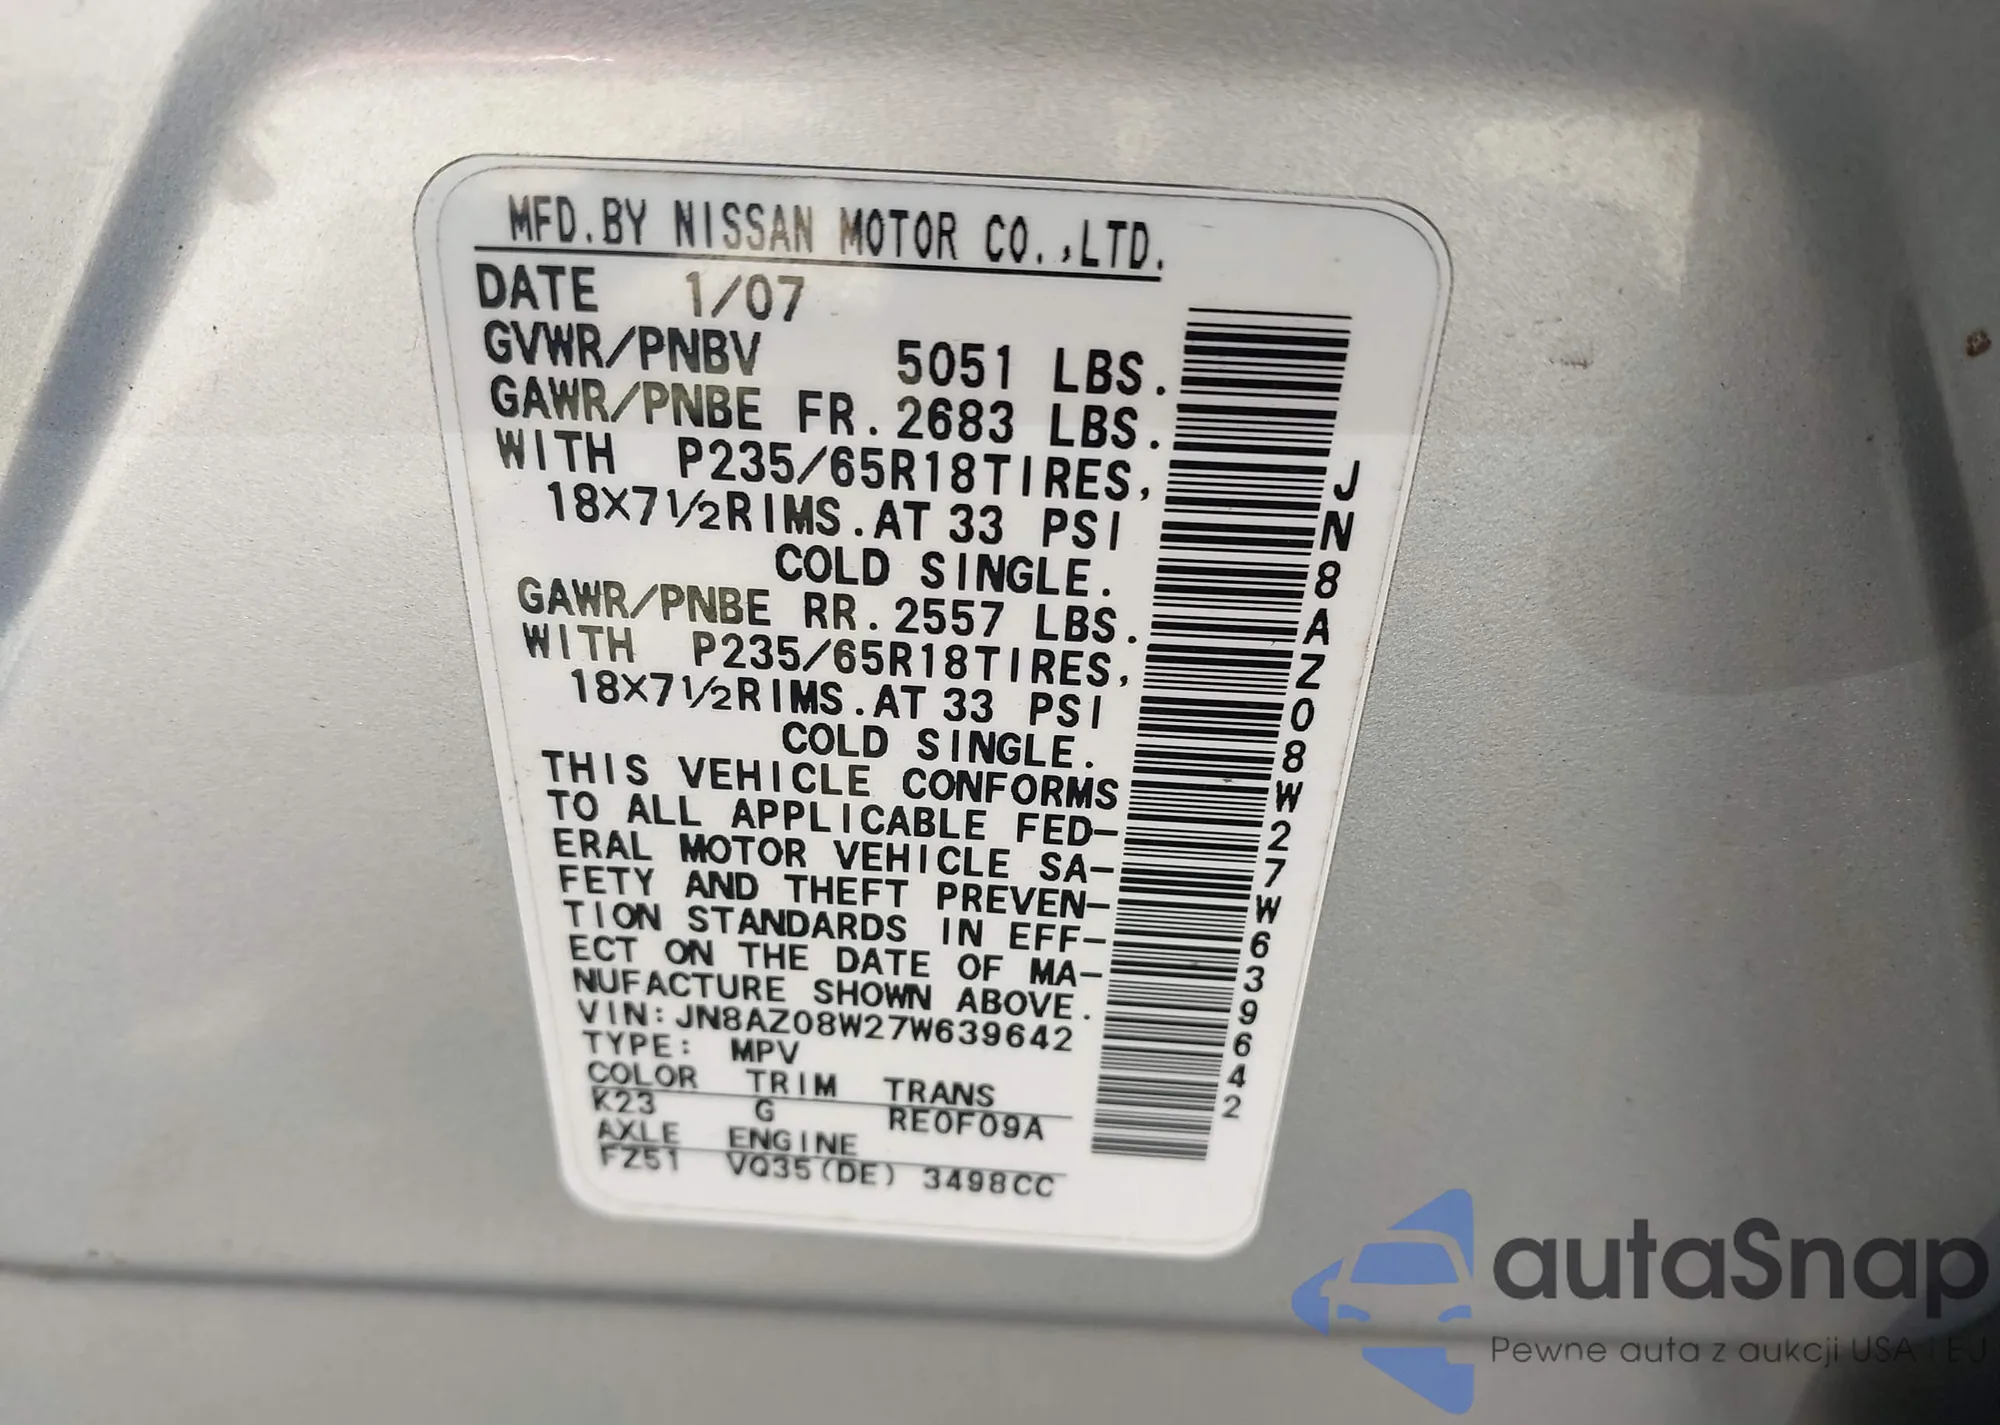 MFD.BY NISSAN MOTOR CO.,LTD.
DATE 1/07
GVWR/PNBV 5051 LBS.
GAWR/PNBE FR. 2683 LBS.
WITH P235/65R18TIRES,
18X7½RIMS.AT 33 PSI
COLD SINGLE.
GAWR/PNBE RR. 2557 LBS.
WITH P235/65R18TIRES,
18X7½RIMS.AT 33 PSI
COLD SINGLE.
THIS VEHICLE CONFORMS
TO ALL APPLICABLE FED-
ERAL MOTOR VEHICLE SA-
FETY AND THEFT PREVEN-
TION STANDARDS IN EFF-
ECT ON THE DATE OF MA-
NUFACTURE SHOWN ABOVE.
VIN: JN8AZ08W27W639642
TYPE: MPV
COLOR TRIM TRANS
K23 G RE0F09A
AXLE ENGINE
FZ51 VQ35(DE) 3498CC
JN8AZ08W27W639642
autaSnap
Pewne auta z aukcji USA i EJ